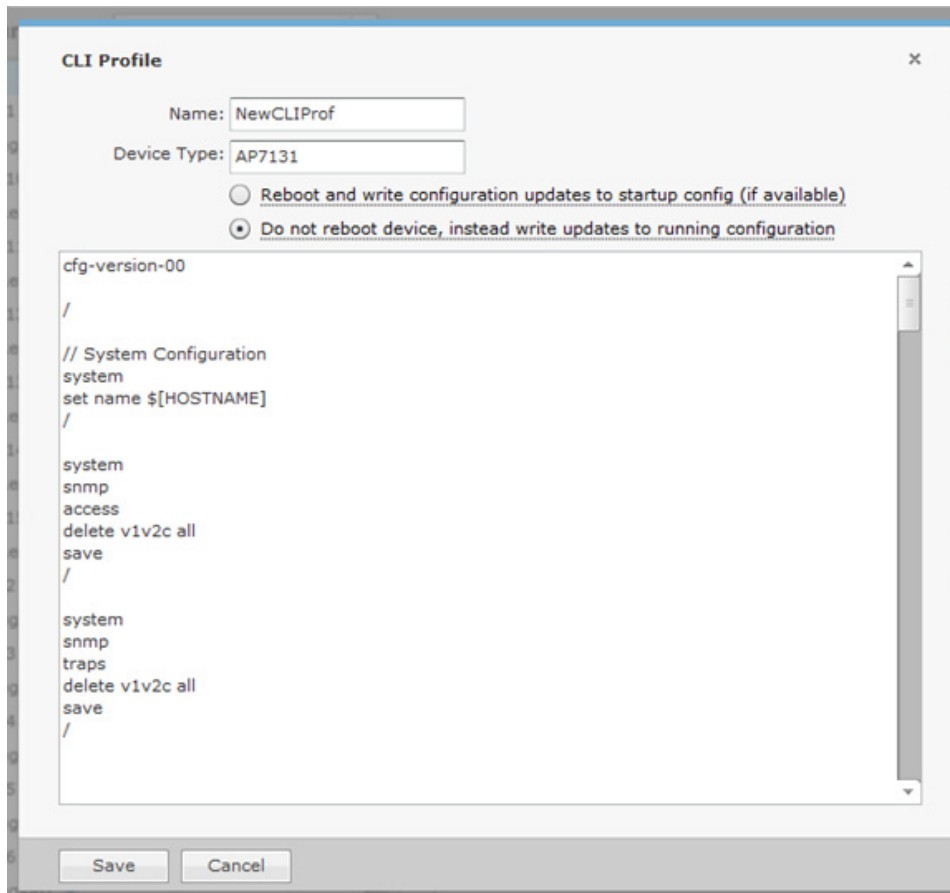 CLI Profile ×
Name: NewCLIProf
Device Type: AP7131
Reboot and write configuration updates to startup config (if available)
Do not reboot device, instead write updates to running configuration
cfg-version-00
/
// System Configuration
system
set name $[HOSTNAME]
/
system
snmp
access
delete v1v2c all
save
/
system
snmp
traps
delete v1v2c all
save
/
Save Cancel